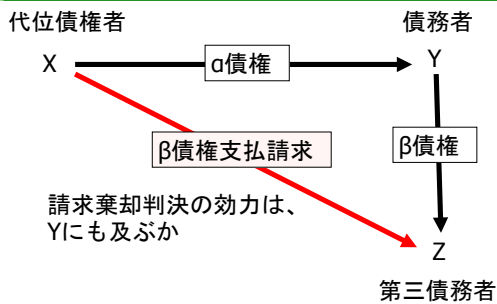 代位債権者
債務者
X
α債権
Y
β債権支払請求
β債権
請求棄却判決の効力は、
Yにも及ぶか
Z
第三債務者